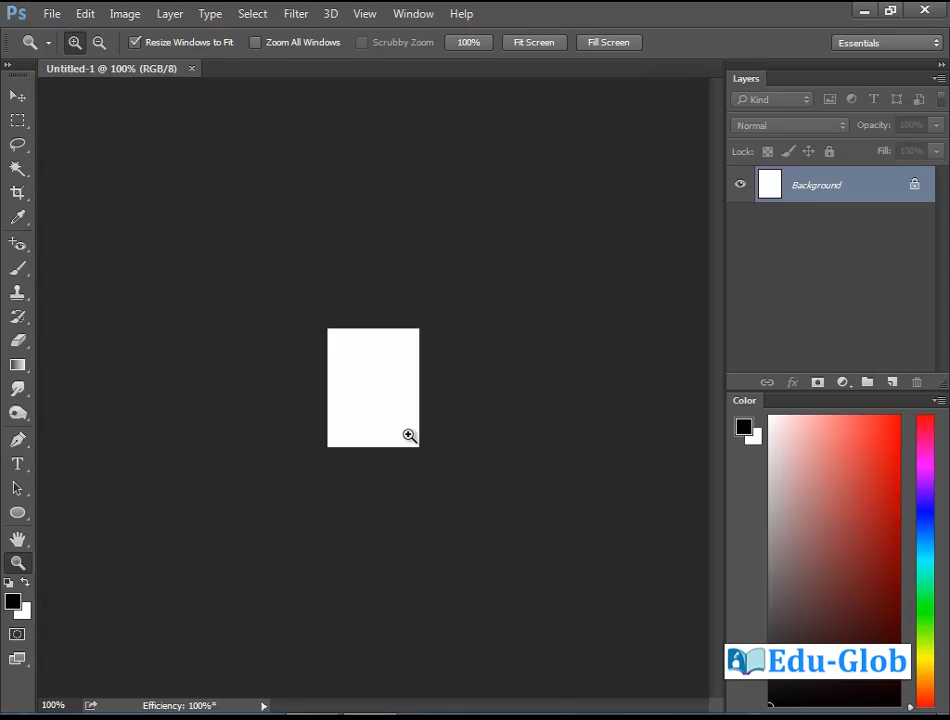 Ps File Edit Image Layer Type Select Filter 3D View Window Help
Resize Windows to Fit Zoom All Windows Scrubby Zoom 100% Fit Screen Fill Screen Essentials
Untitled-1 @ 100% (RGB/8) ×
Layers
Kind
Normal Opacity: 100%
Lock: Fill: 100%
Background
fx
Color
Edu-Glob
100% Efficiency: 100%*